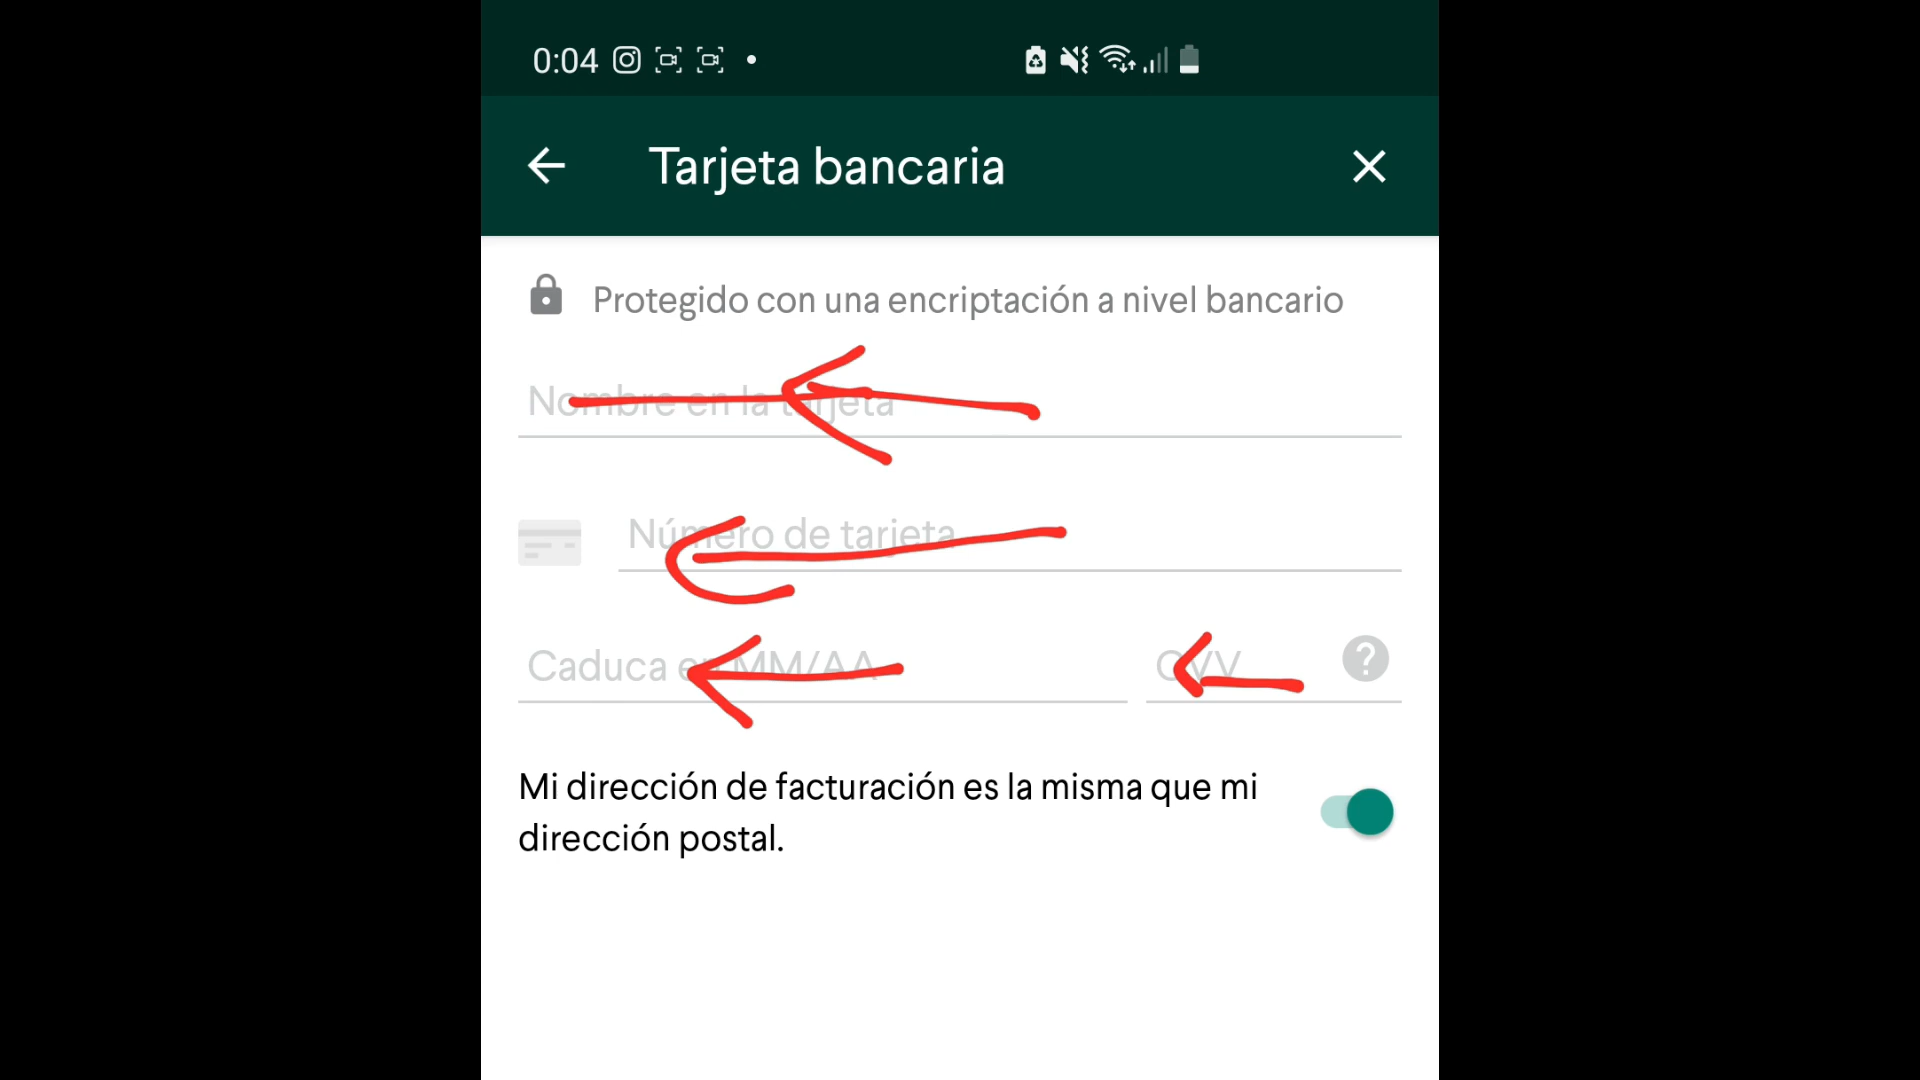 0:04
Tarjeta bancaria
Protegido con una encriptación a nivel bancario
Nombre en la tarjeta
Número de tarjeta
Caduca en MM/AA
CVV
Mi dirección de facturación es la misma que mi
dirección postal.